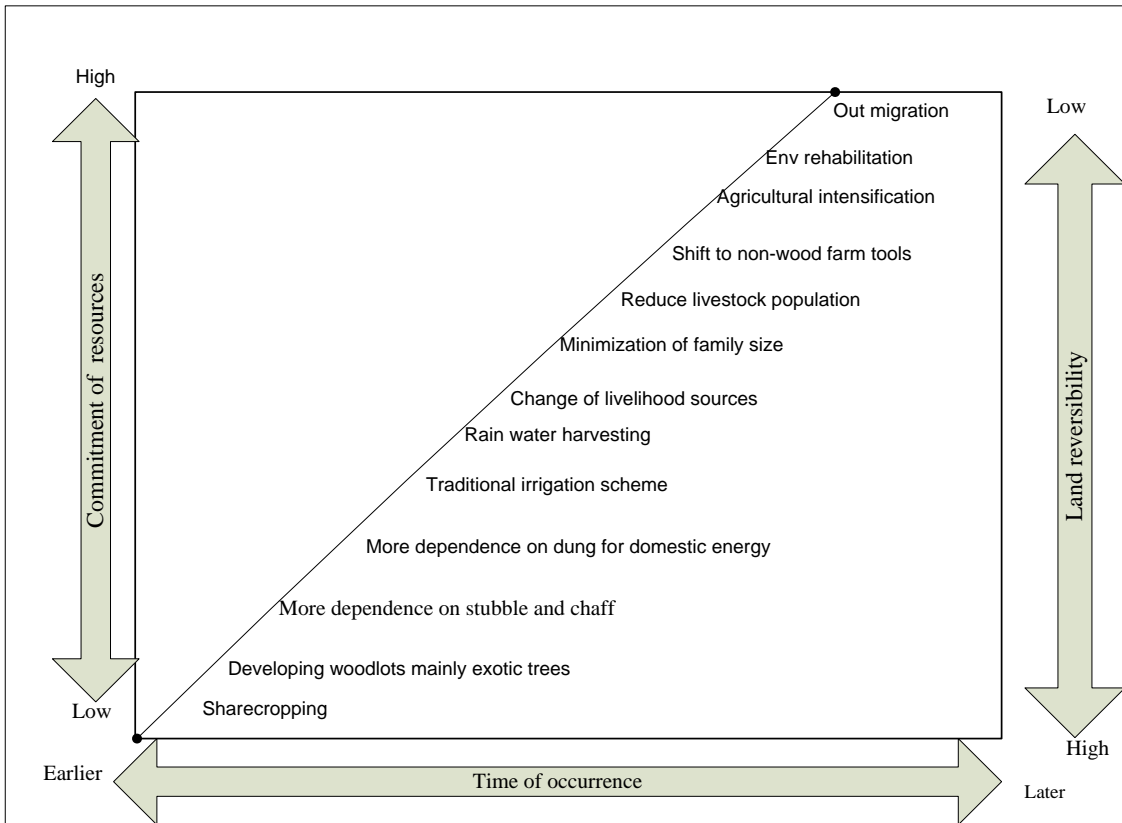 High
Low
Out migration
Env rehabilitation
Agricultural intensification
Shift to non-wood farm tools
Reduce livestock population
Minimization of family size
Commitment of resources
Land reversibility
Change of livelihood sources
Rain water harvesting
Traditional irrigation scheme
More dependence on dung for domestic energy
More dependence on stubble and chaff
Developing woodlots mainly exotic trees
Sharecropping
Low
High
Earlier
Time of occurrence
Later